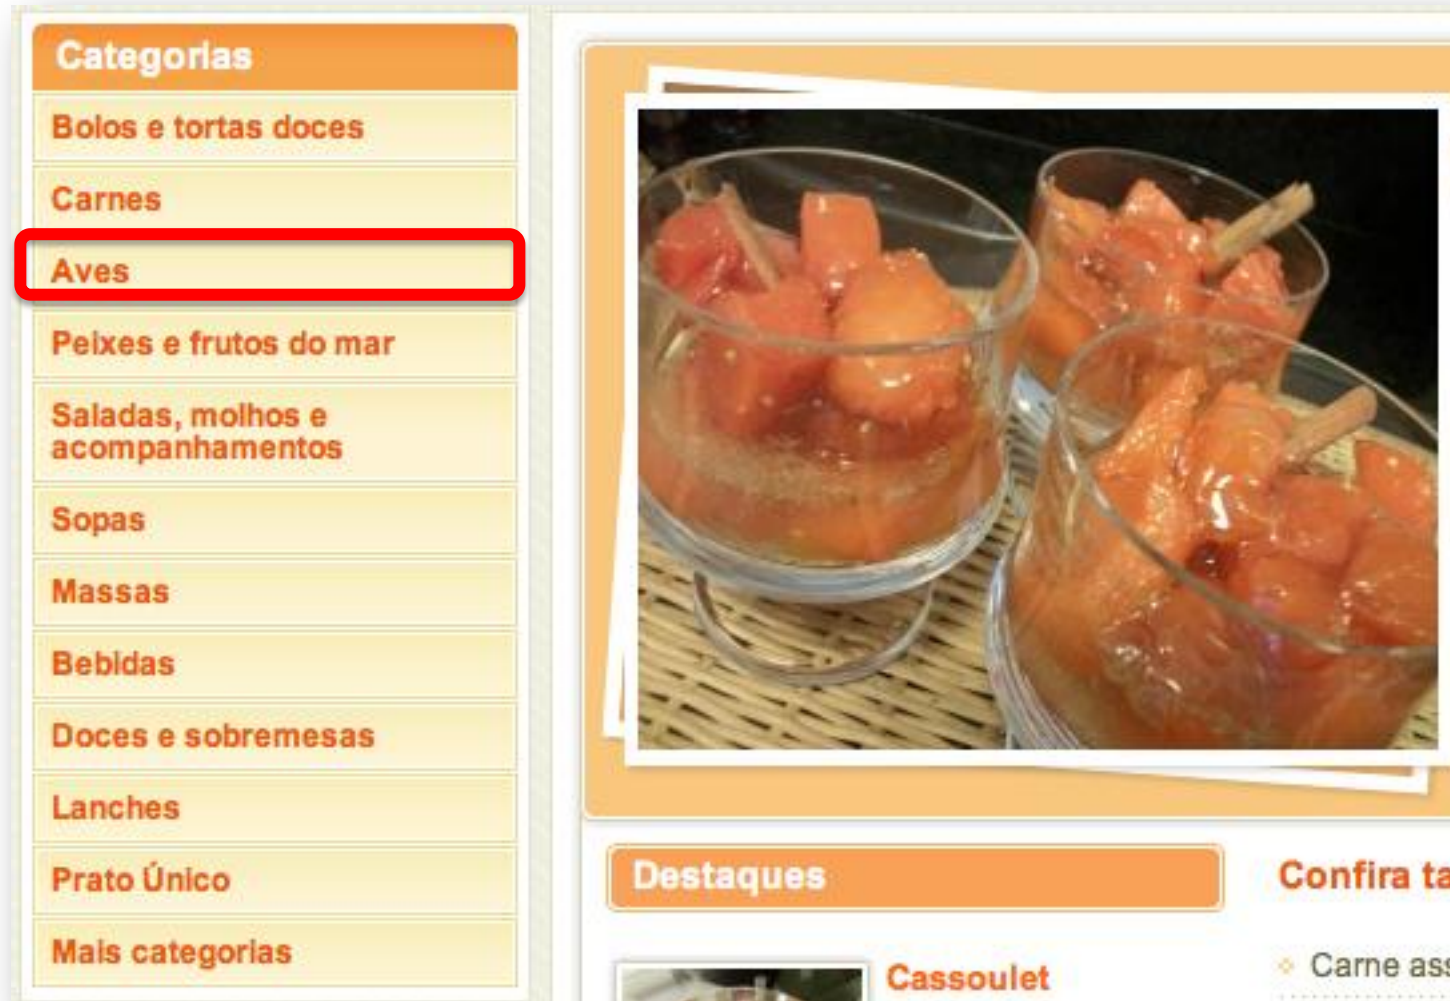 Categorias
Bolos e tortas doces
Carnes
Aves
Peixes e frutos do mar
Saladas, molhos e
acompanhamentos
Sopas
Massas
Bebidas
Doces e sobremesas
Lanches
Prato Único
Mais categorias
Destaques
Cassoulet
Confira ta
Carne ass